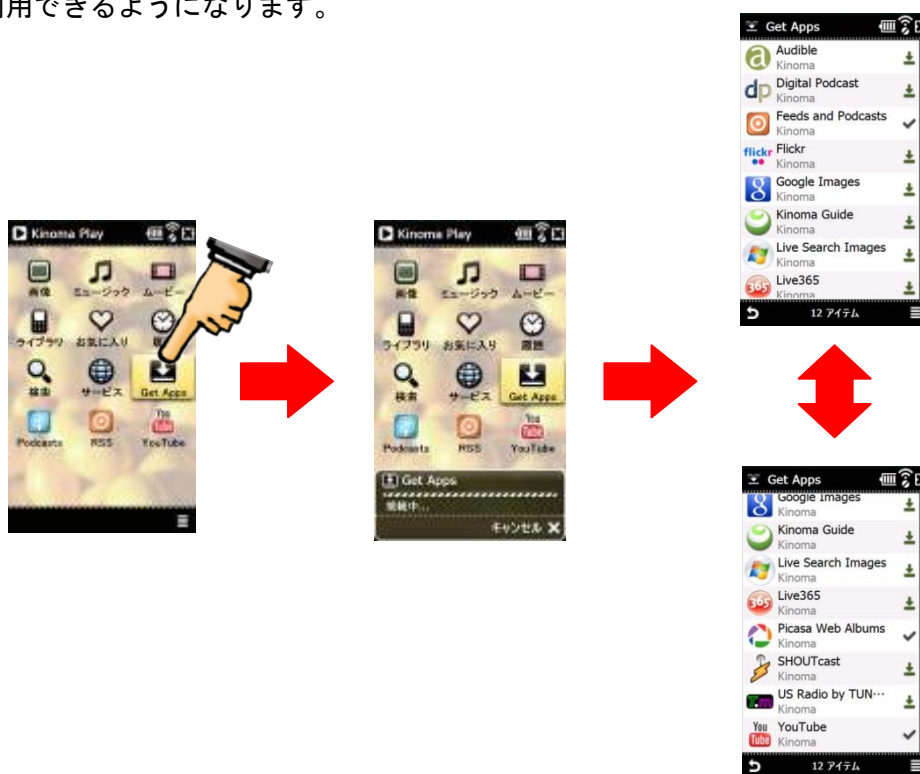 利用できるようになります。
Kinoma Play
画像 ミュージック ムービー
ライブラリ お気に入り
検索 サービス Get Apps
Podcasts RSS YouTube
Kinoma Play
画像 ミュージック ムービー
ライブラリ お気に入り 履歴
検索 サービス Get Apps
Podcasts RSS YouTube
Get Apps
接続中...
キャンセル
Get Apps
Audible
Kinoma
Digital Podcast
Kinoma
Feeds and Podcasts
Kinoma
flickr Flickr
Kinoma
Google Images
Kinoma
Kinoma Guide
Kinoma
Live Search Images
Kinoma
365 Live365
Kinoma
12 アイテム
Get Apps
Google Images
Kinoma
Kinoma Guide
Kinoma
Live Search Images
Kinoma
365 Live365
Kinoma
Picasa Web Albums
Kinoma
SHOUTcast
Kinoma
US Radio by TUN…
Kinoma
You Tube YouTube
Kinoma
12 アイテム